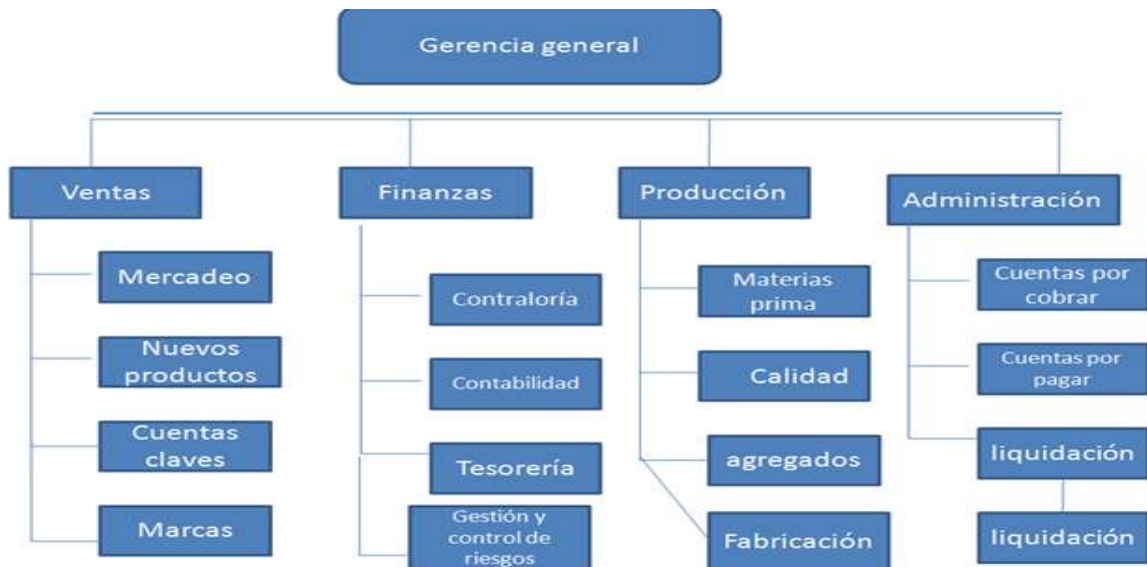 Gerencia general
Ventas
Finanzas
Producción
Administración
Mercadeo
Nuevos
productos
Cuentas
claves
Marcas
Contraloría
Contabilidad
Tesorería
Gestión y
control de
riesgos
Materias
prima
Calidad
agregados
Fabricación
Cuentas por
cobrar
Cuentas por
pagar
liquidación
liquidación